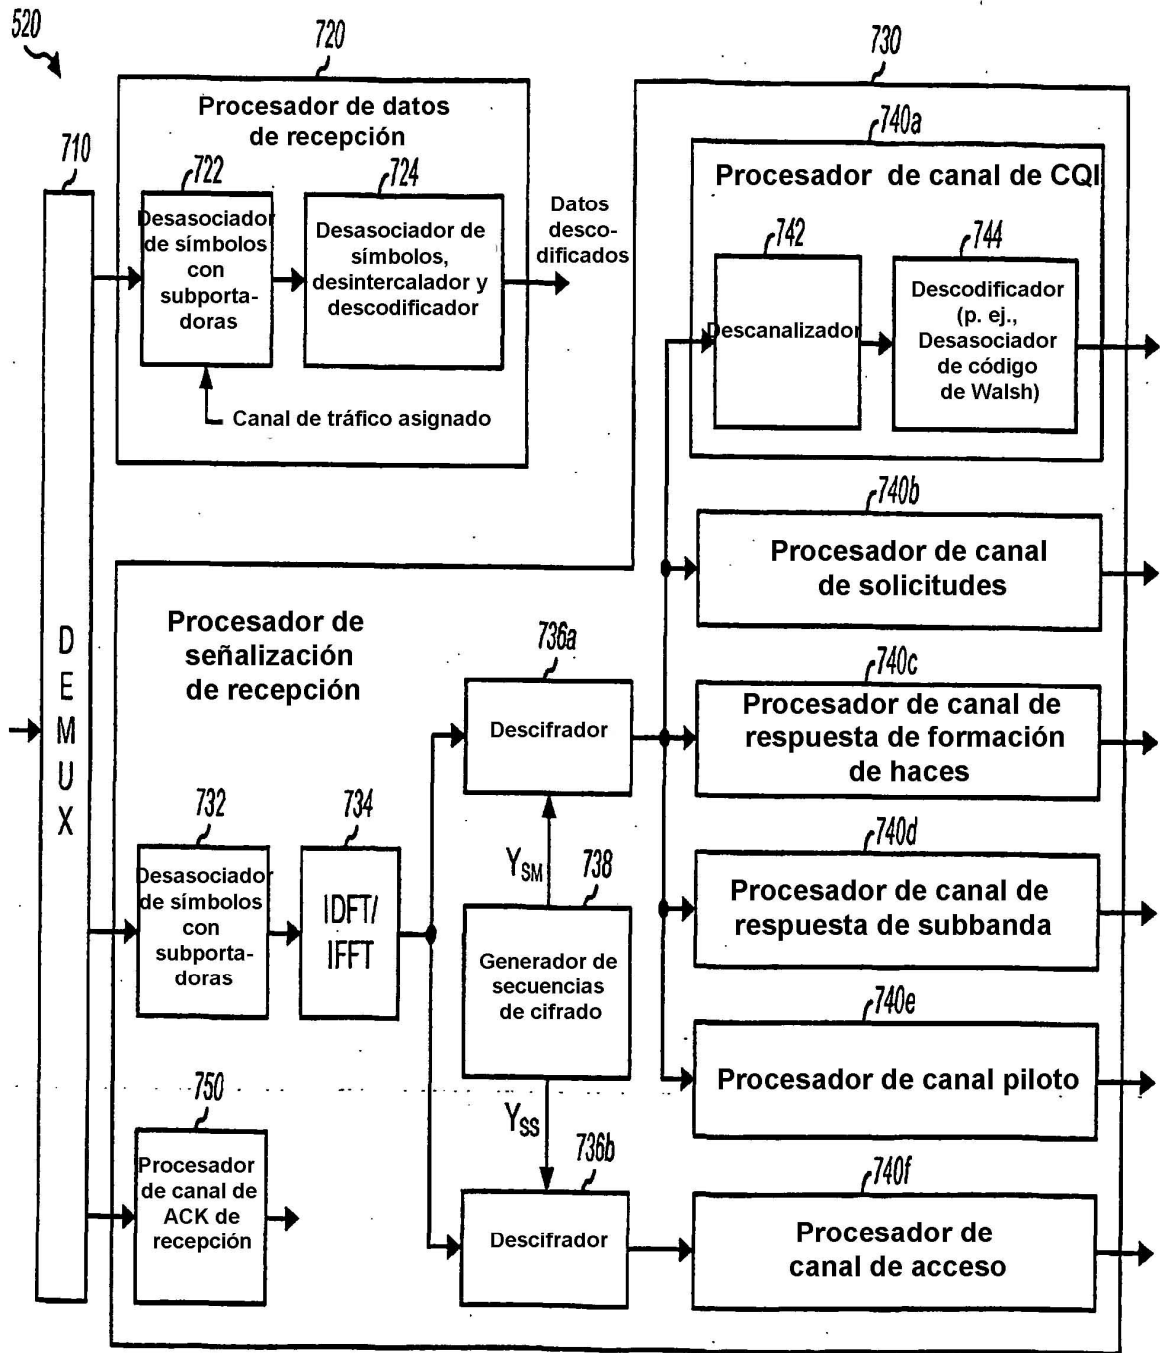 520
720
Procesador de datos
de recepción
710
722
Desasociador
de símbolos
con
subporta-
doras
724
Desasociador de
símbolos,
desintercalador y
descodificador
Datos
desco-
dificados
Canal de tráfico asignado
730
740a
Procesador de canal de CQI
742
Descanalizador
744
Descodificador
(p. ej.,
Desasociador
de código
de Walsh)
740b
Procesador de canal
de solicitudes
DEMUX
Procesador de
señalización
de recepción
736a
Descifrador
740c
Procesador de canal de
respuesta de formación
de haces
732
Desasociador
de símbolos
con
subporta-
doras
734
IDFT/
IFFT
YSM
738
Generador de
secuencias
de cifrado
740d
Procesador de canal de
respuesta de subbanda
740e
Procesador de canal piloto
750
Procesador
de canal de
ACK de
recepción
YSS
736b
Descifrador
740f
Procesador de
canal de acceso